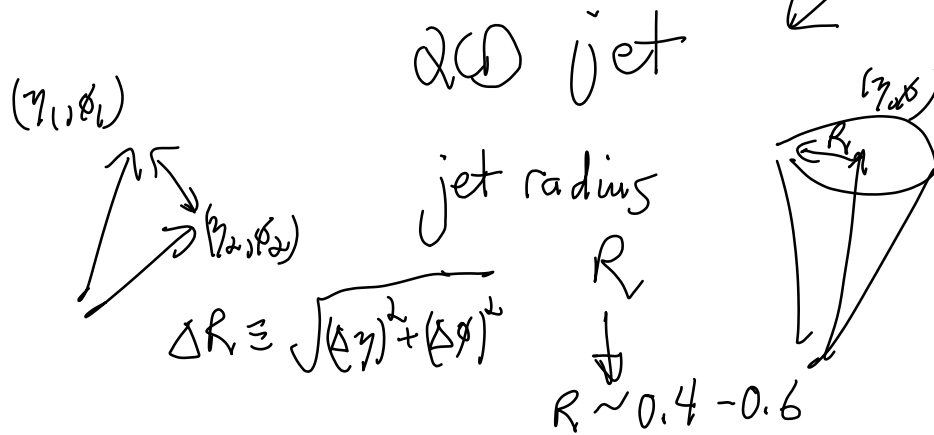 QCD jet
(η₁,φ₁)
(η,φ)
R
jet radius
(η₂,φ₂)
R
ΔR ≡ √(Δη)²+(Δφ)²
R ~ 0.4 - 0.6